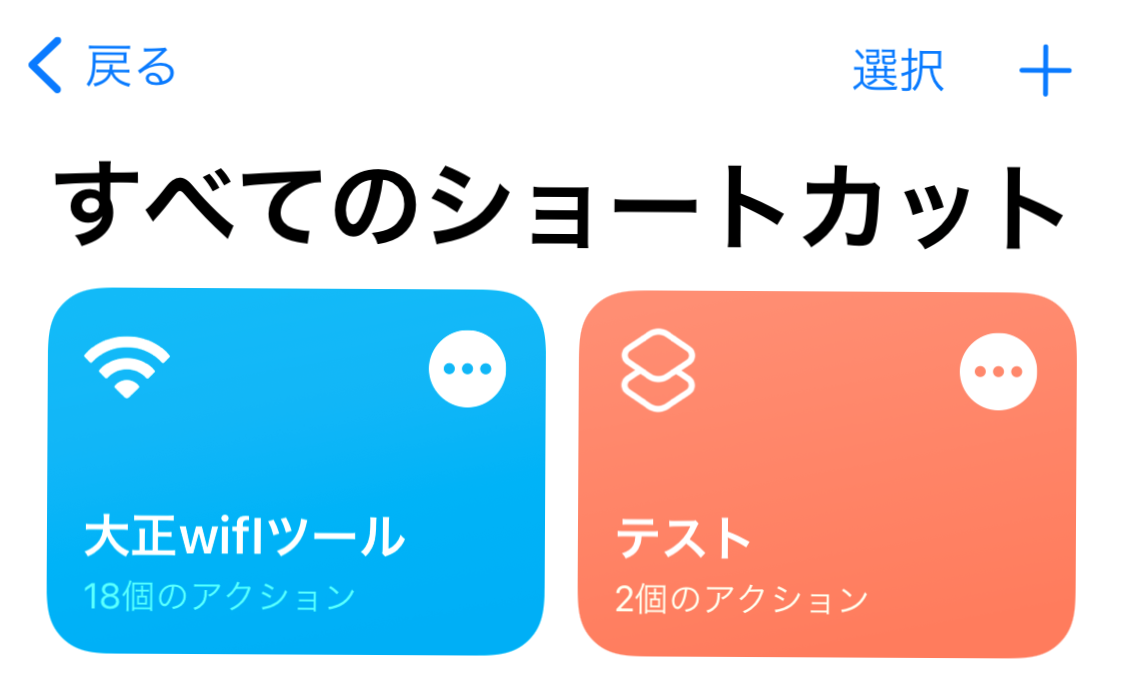 戻る
選択
すべてのショートカット
大正wiflツール
18個のアクション
テスト
2個のアクション